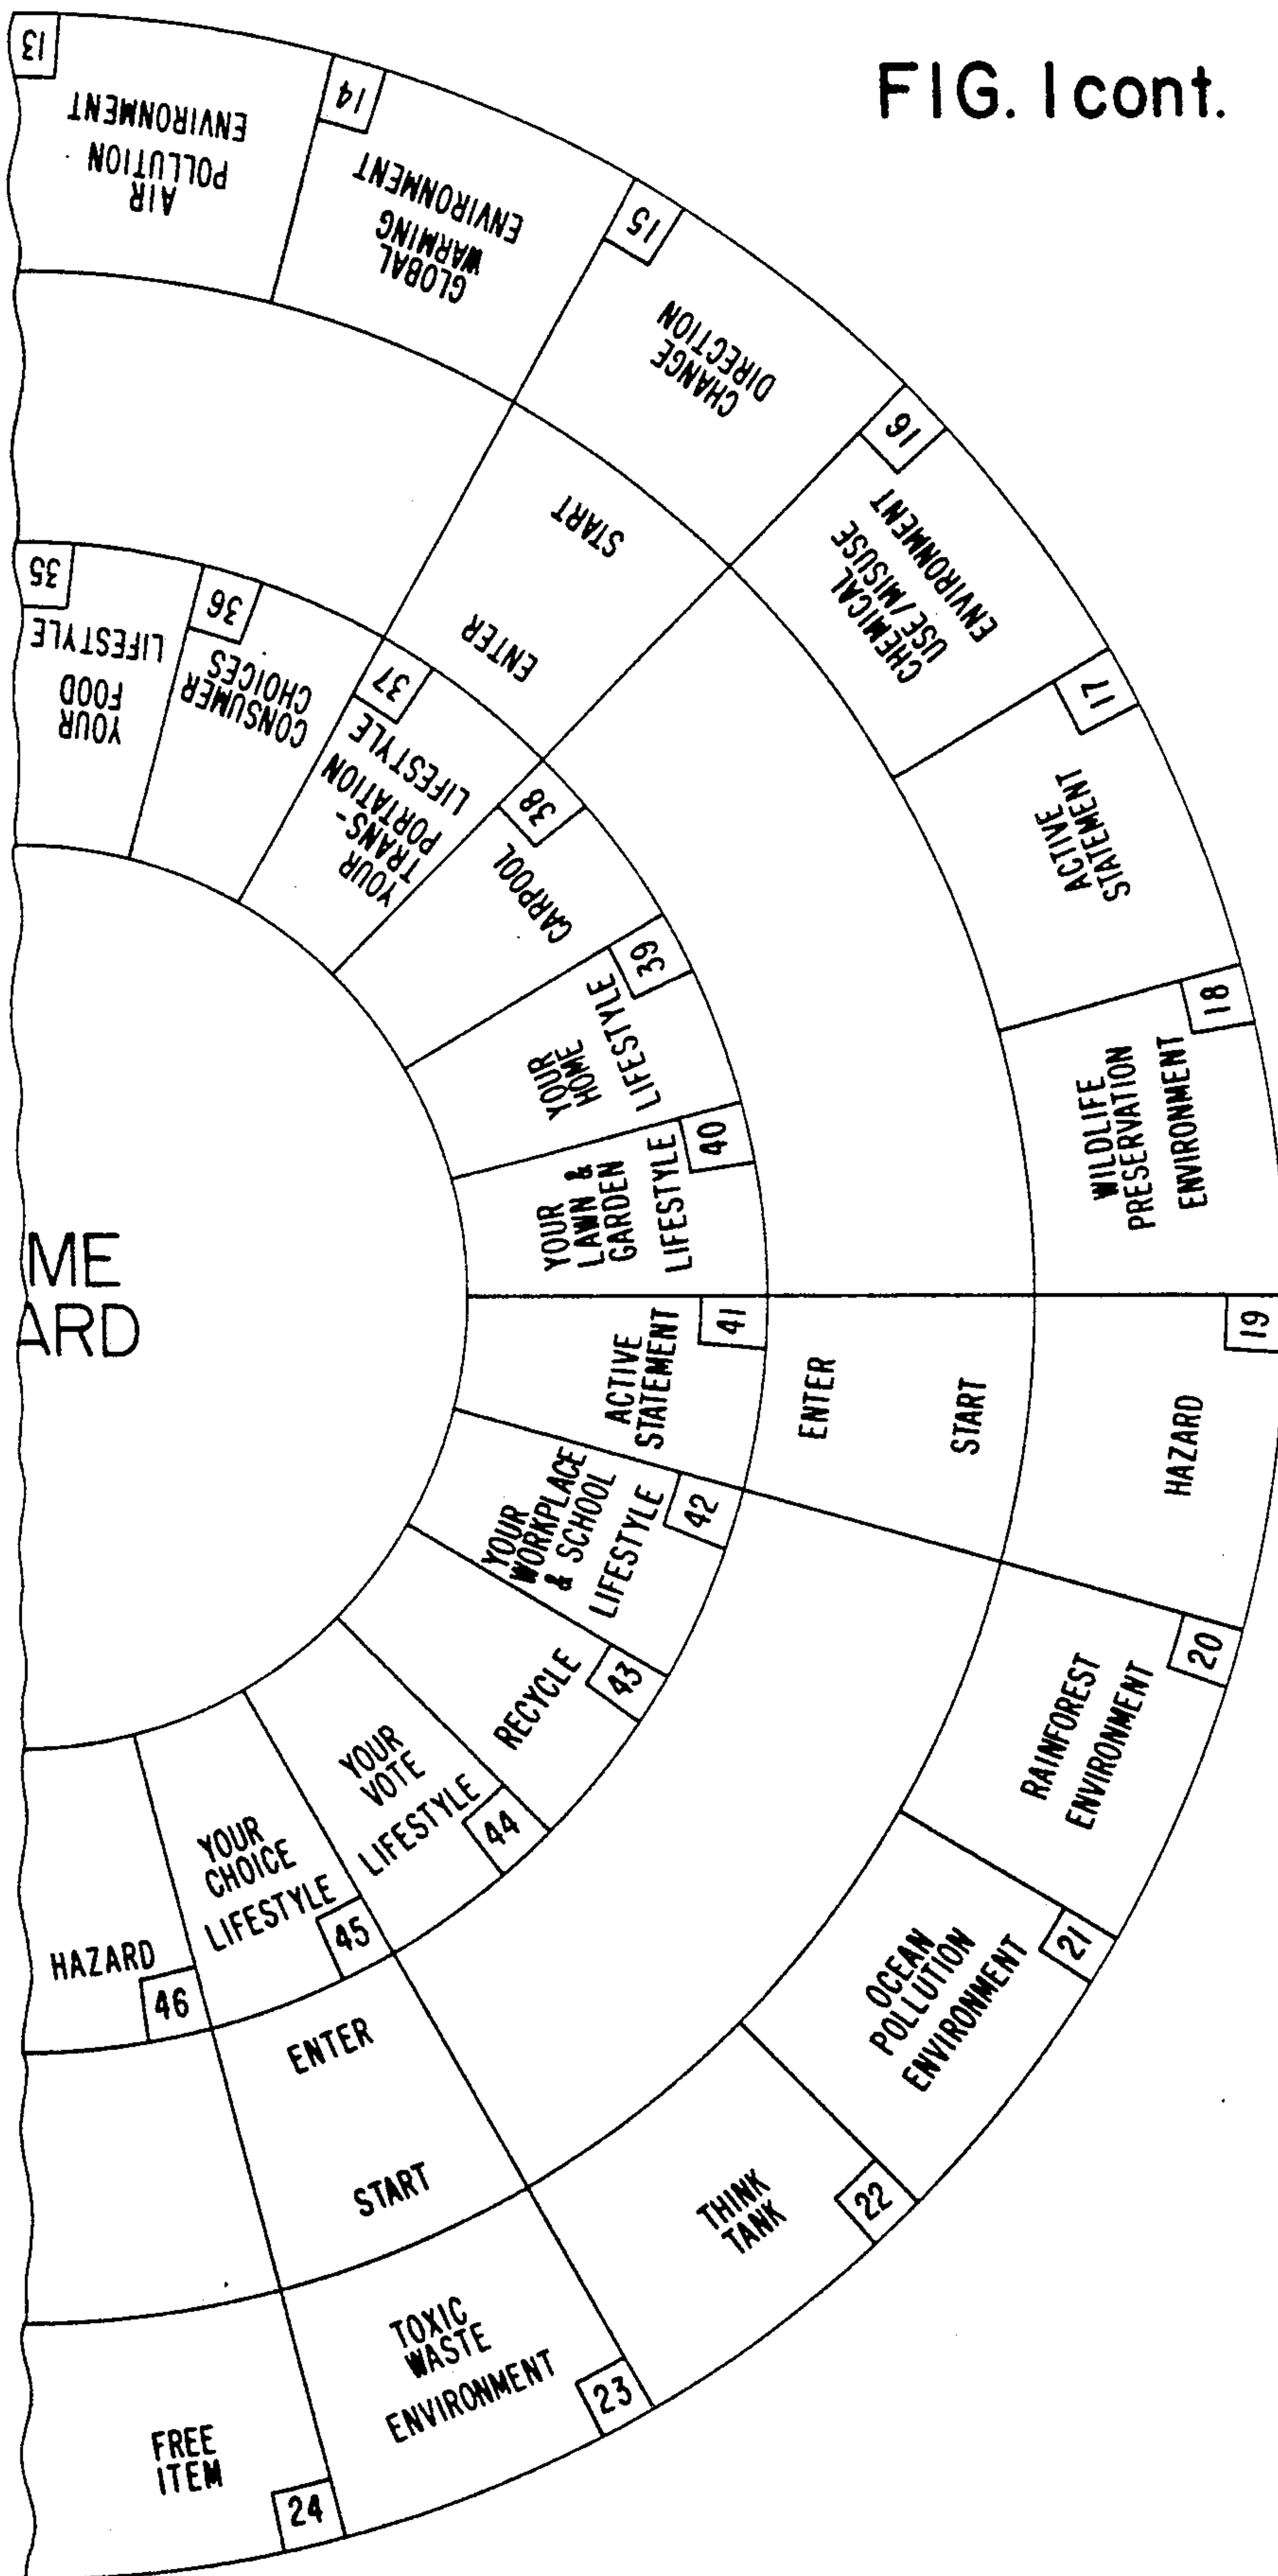 FIG. 1 cont.
13
AIR
POLLUTION
ENVIRONMENT
14
GLOBAL
WARMING
ENVIRONMENT
15
CHANGE
DIRECTION
16
CHEMICAL
USE/MISUSE
ENVIRONMENT
17
ACTIVE
STATEMENT
18
WILDLIFE
PRESERVATION
ENVIRONMENT
19
HAZARD
20
RAINFOREST
ENVIRONMENT
21
OCEAN
POLLUTION
ENVIRONMENT
22
THINK
TANK
23
TOXIC
WASTE
ENVIRONMENT
24
FREE
ITEM
START
ENTER
ENTER
START
ENTER
START
35
YOUR
FOOD
LIFESTYLE
36
CONSUMER
CHOICES
37
YOUR
TRANS-
PORTATION
LIFESTYLE
38
CARPOOL
39
YOUR
HOME
LIFESTYLE
40
YOUR
LAWN &
GARDEN
LIFESTYLE
41
ACTIVE
STATEMENT
42
YOUR
WORKPLACE
& SCHOOL
LIFESTYLE
43
RECYCLE
44
YOUR
VOTE
LIFESTYLE
45
YOUR
CHOICE
LIFESTYLE
46
HAZARD
ME
ARD